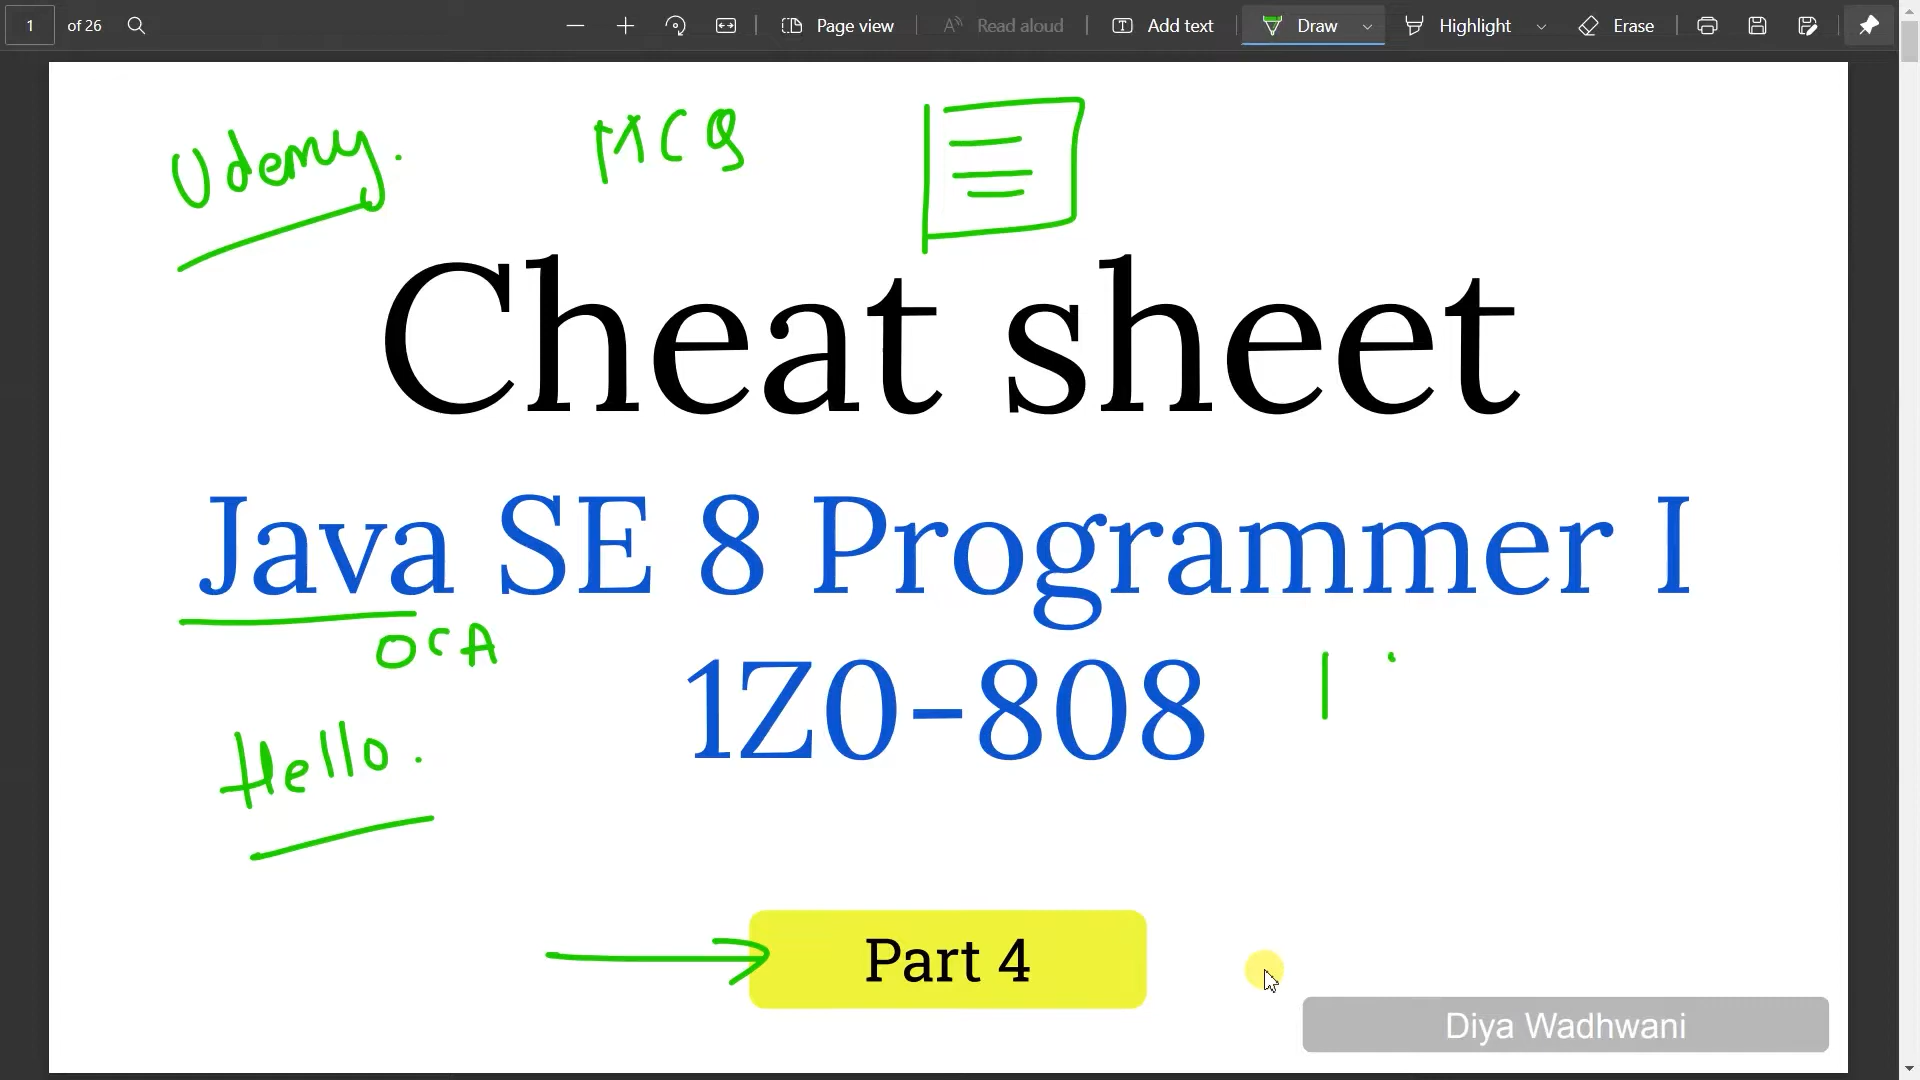 1 of 26 Page view Read aloud Add text Draw Highlight Erase
Udemy. MCQ
Cheat sheet
Java SE 8 Programmer I
OCA
1Z0-808
Hello.
Part 4
Diya Wadhwani